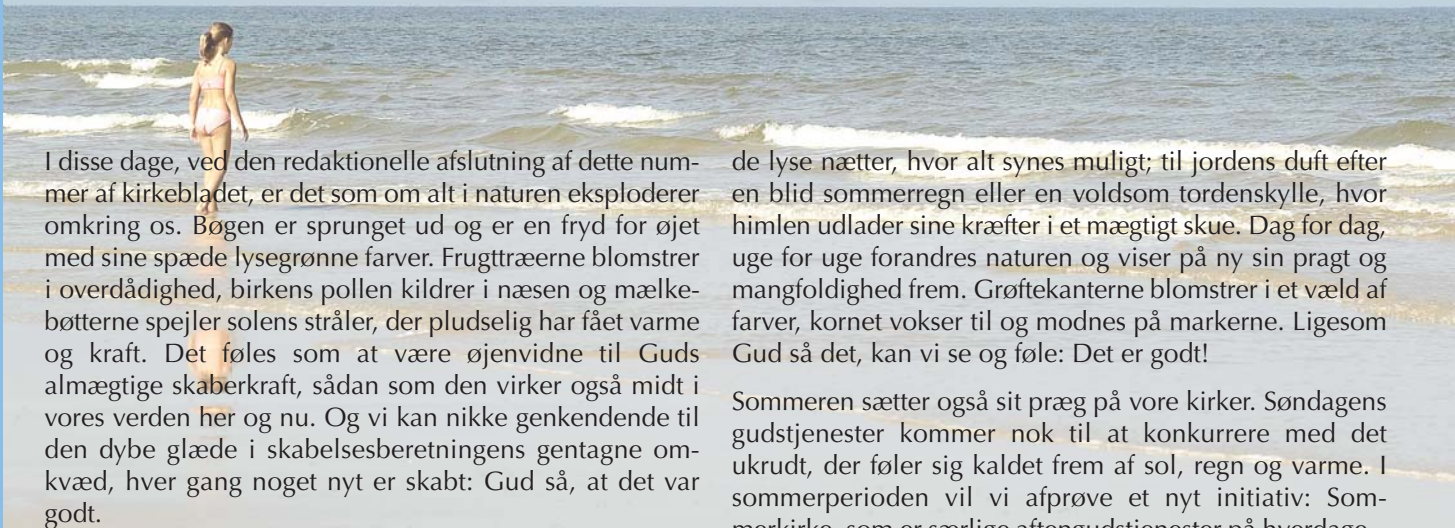 I disse dage, ved den redaktionelle afslutning af dette num-
mer af kirkebladet, er det som om alt i naturen eksploderer
omkring os. Bøgen er sprunget ud og er en fryd for øjet
med sine spæde lysegrønne farver. Frugttræerne blomstrer
i overdådighed, birkens pollen kildrer i næsen og mælke-
bøtterne spejler solens stråler, der pludselig har fået varme
og kraft. Det føles som at være øjenvidne til Guds
almægtige skaberkraft, sådan som den virker også midt i
vores verden her og nu. Og vi kan nikke genkendende til
den dybe glæde i skabelsesberetningens gentagne om-
kvæd, hver gang noget nyt er skabt: Gud så, at det var
godt.
de lyse nætter, hvor alt synes muligt; til jordens duft efter
en blid sommerregn eller en voldsom tordenskylle, hvor
himlen udlader sine kræfter i et mægtigt skue. Dag for dag,
uge for uge forandres naturen og viser på ny sin pragt og
mangfoldighed frem. Grøftekanterne blomstrer i et væld af
farver, kornet vokser til og modnes på markerne. Ligesom
Gud så det, kan vi se og føle: Det er godt!
Sommeren sætter også sit præg på vore kirker. Søndagens
gudstjenester kommer nok til at konkurrere med det
ukrudt, der føler sig kaldet frem af sol, regn og varme. I
sommerperioden vil vi afprøve et nyt initiativ: Som-
merkirke, som er særlige aftengudstjenester på hverdage